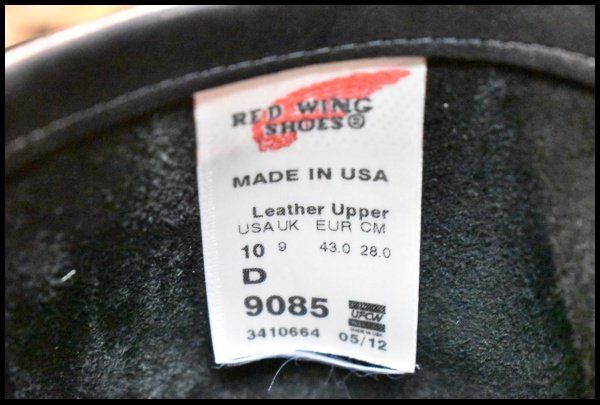 RED WING
SHOES®
MADE IN USA
Leather Upper
USA UK EUR CM
10 9 43.0 28.0
D
9085
UFCW
3410664 05/12